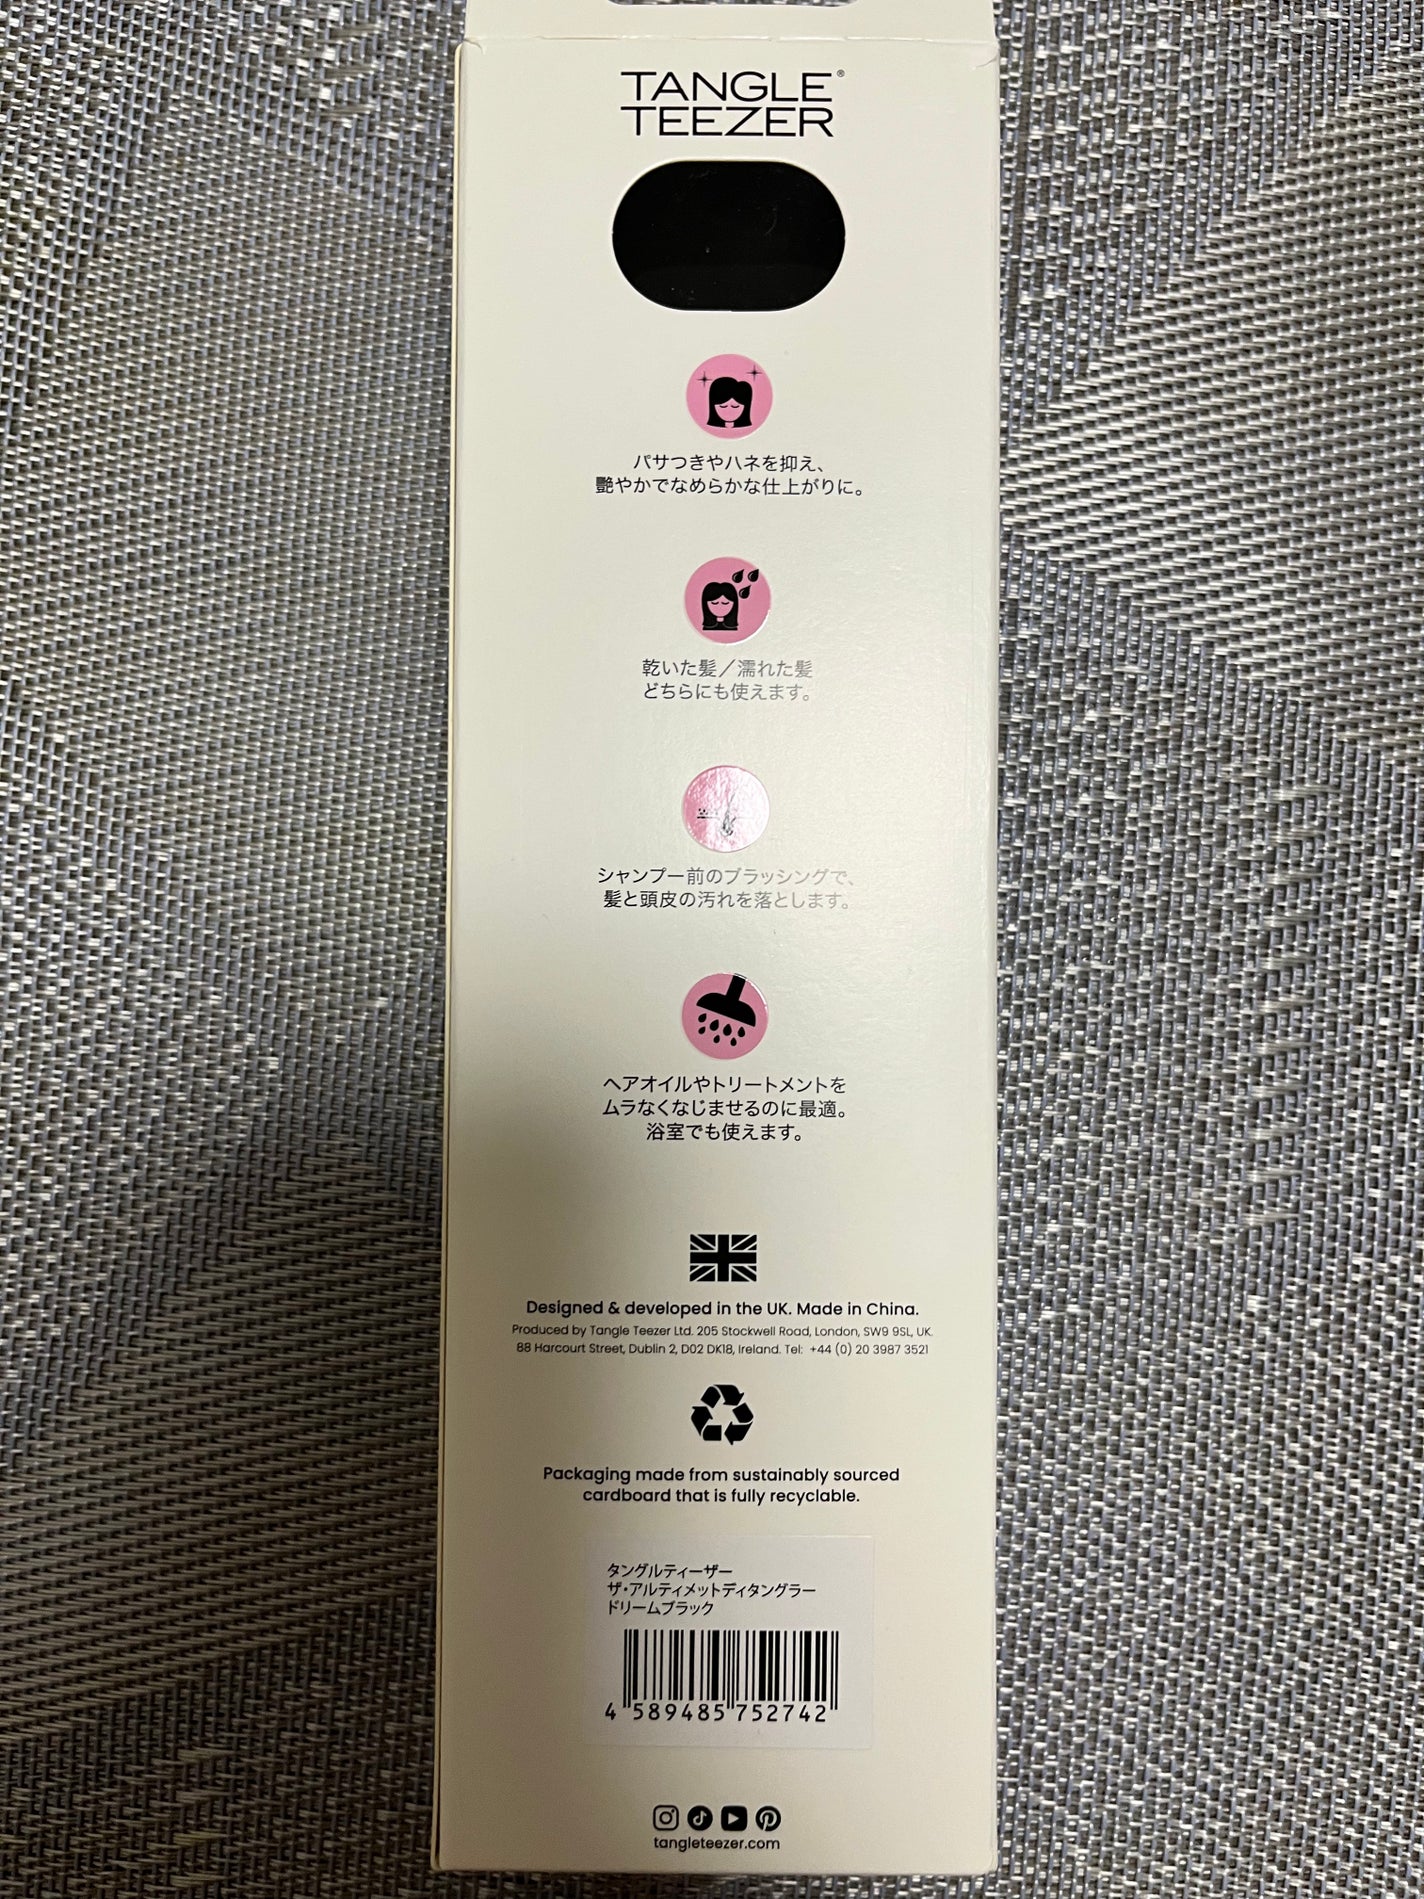 TANGLE®
TEEZER
パサつきやハネを抑え、
艶やかでなめらかな仕上がりに。
乾いた髪／濡れた髪
どちらにも使えます。
シャンプー前のブラッシングで、
髪と頭皮の汚れを落とします。
ヘアオイルやトリートメントを
ムラなくなじませるのに最適。
浴室でも使えます。
Designed & developed in the UK. Made in China.
Produced by Tangle Teezer Ltd. 205 Stockwell Road, London, SW9 9SL, UK.
88 Harcourt Street, Dublin 2, D02 DK18, Ireland. Tel: +44 (0) 20 3987 3521
Packaging made from sustainably sourced
cardboard that is fully recyclable.
タングルティーザー
ザ・アルティメットディタングラー
ドリームブラック
4 589485 752742
tangleteezer.com